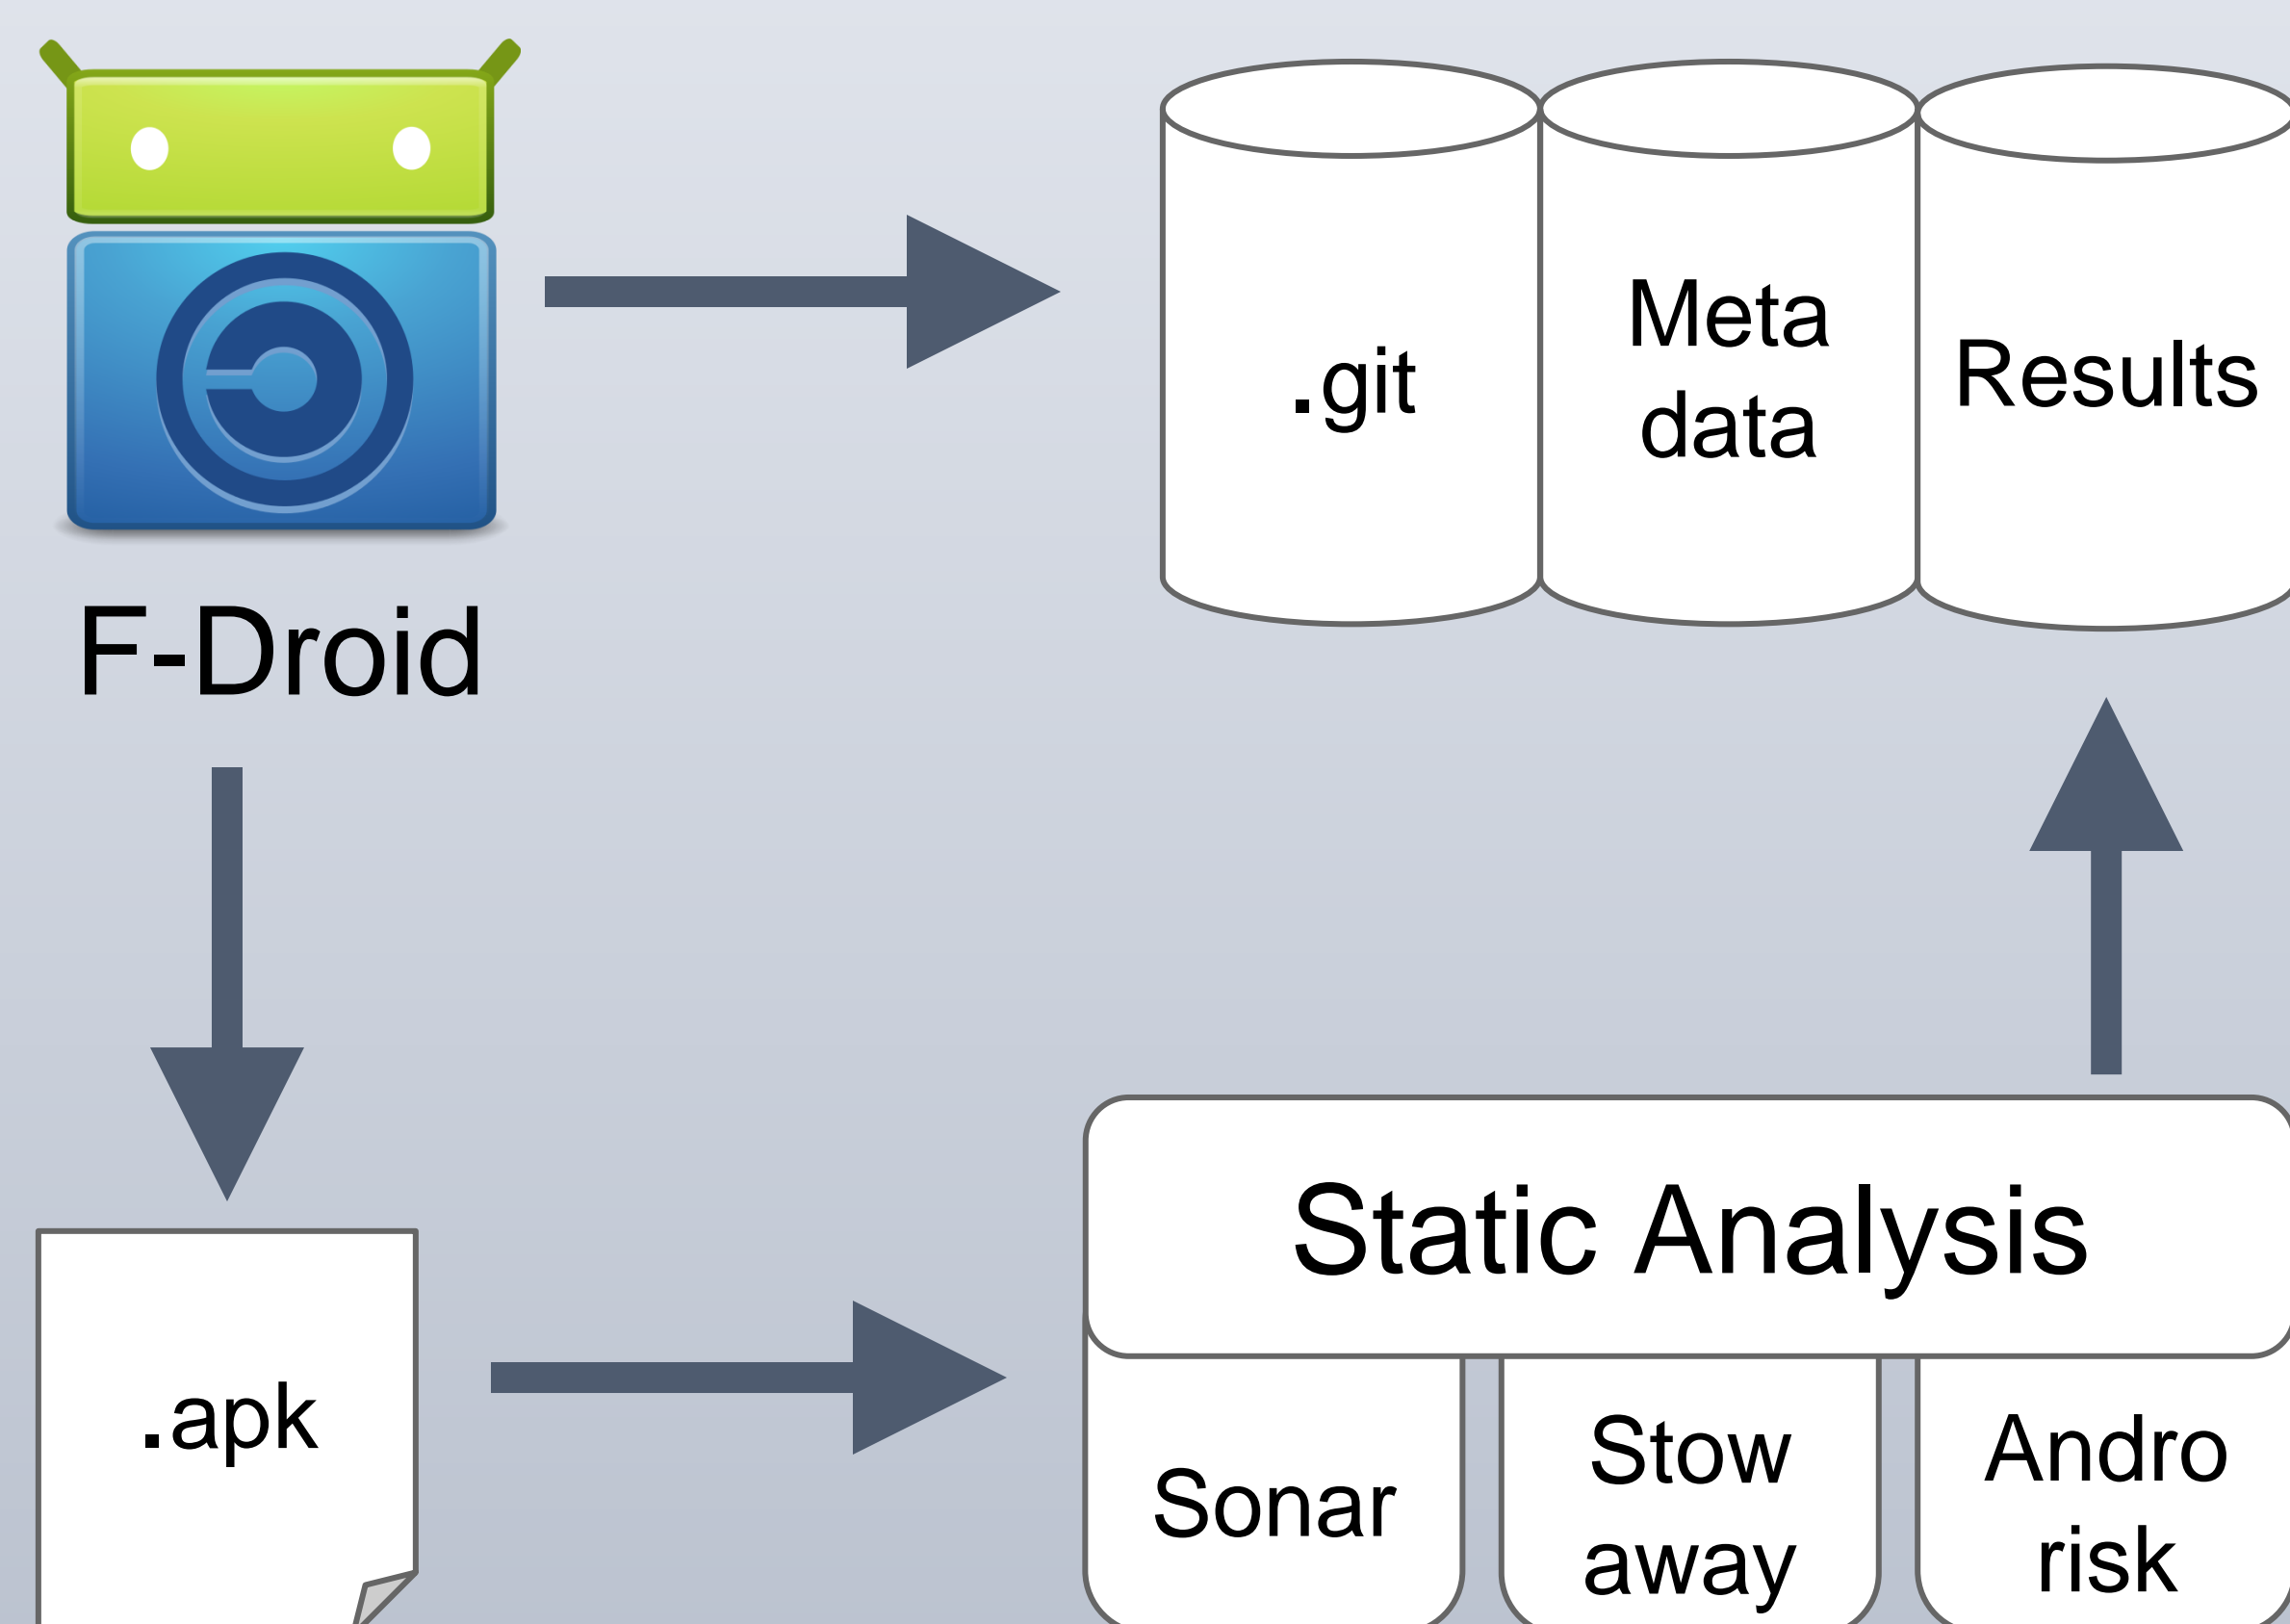 F-Droid
.git
Meta
data
Results
.apk
Static Analysis
Sonar
Stow
away
Andro
risk